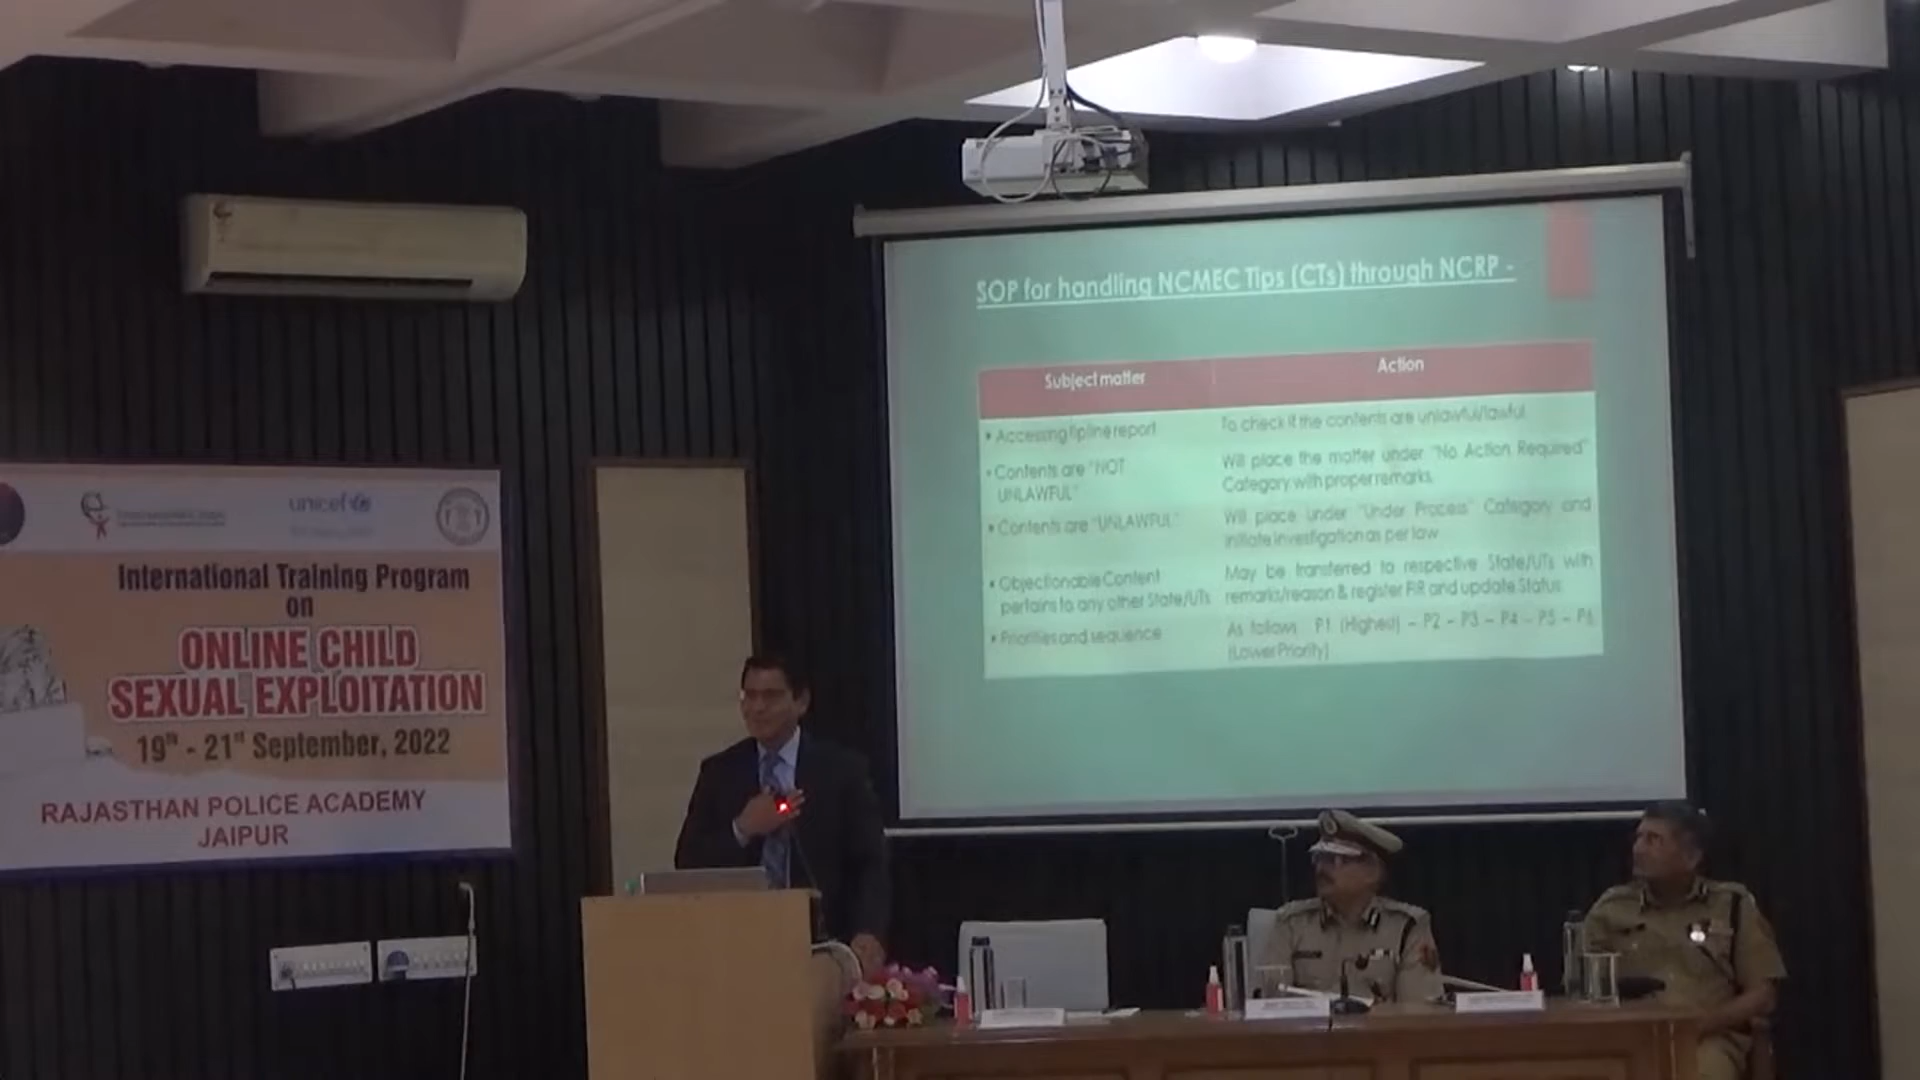 SOP for handling NCMEC Tips (CTs) through NCRP -
Subject matter
Action
• Accessing tipline report
To check if the contents are unlawful/lawful
• Contents are "NOT
UNLAWFUL"
Will place the matter under "No Action Required"
Category with proper remarks.
• Contents are "UNLAWFUL"
Will place under "Under Process" Category and
initiate investigation as per law
• Objectionable Content
pertains to any other State/UTs
May be transferred to respective State/UTs with
remarks/reason & register FIR and update Status
• Priorities and sequence
As follows P1 (Highest) – P2 – P3 – P4 – P5 – P6
(Lower Priority)
unicef
International Training Program
on
ONLINE CHILD
SEXUAL EXPLOITATION
19th - 21st September, 2022
RAJASTHAN POLICE ACADEMY
JAIPUR